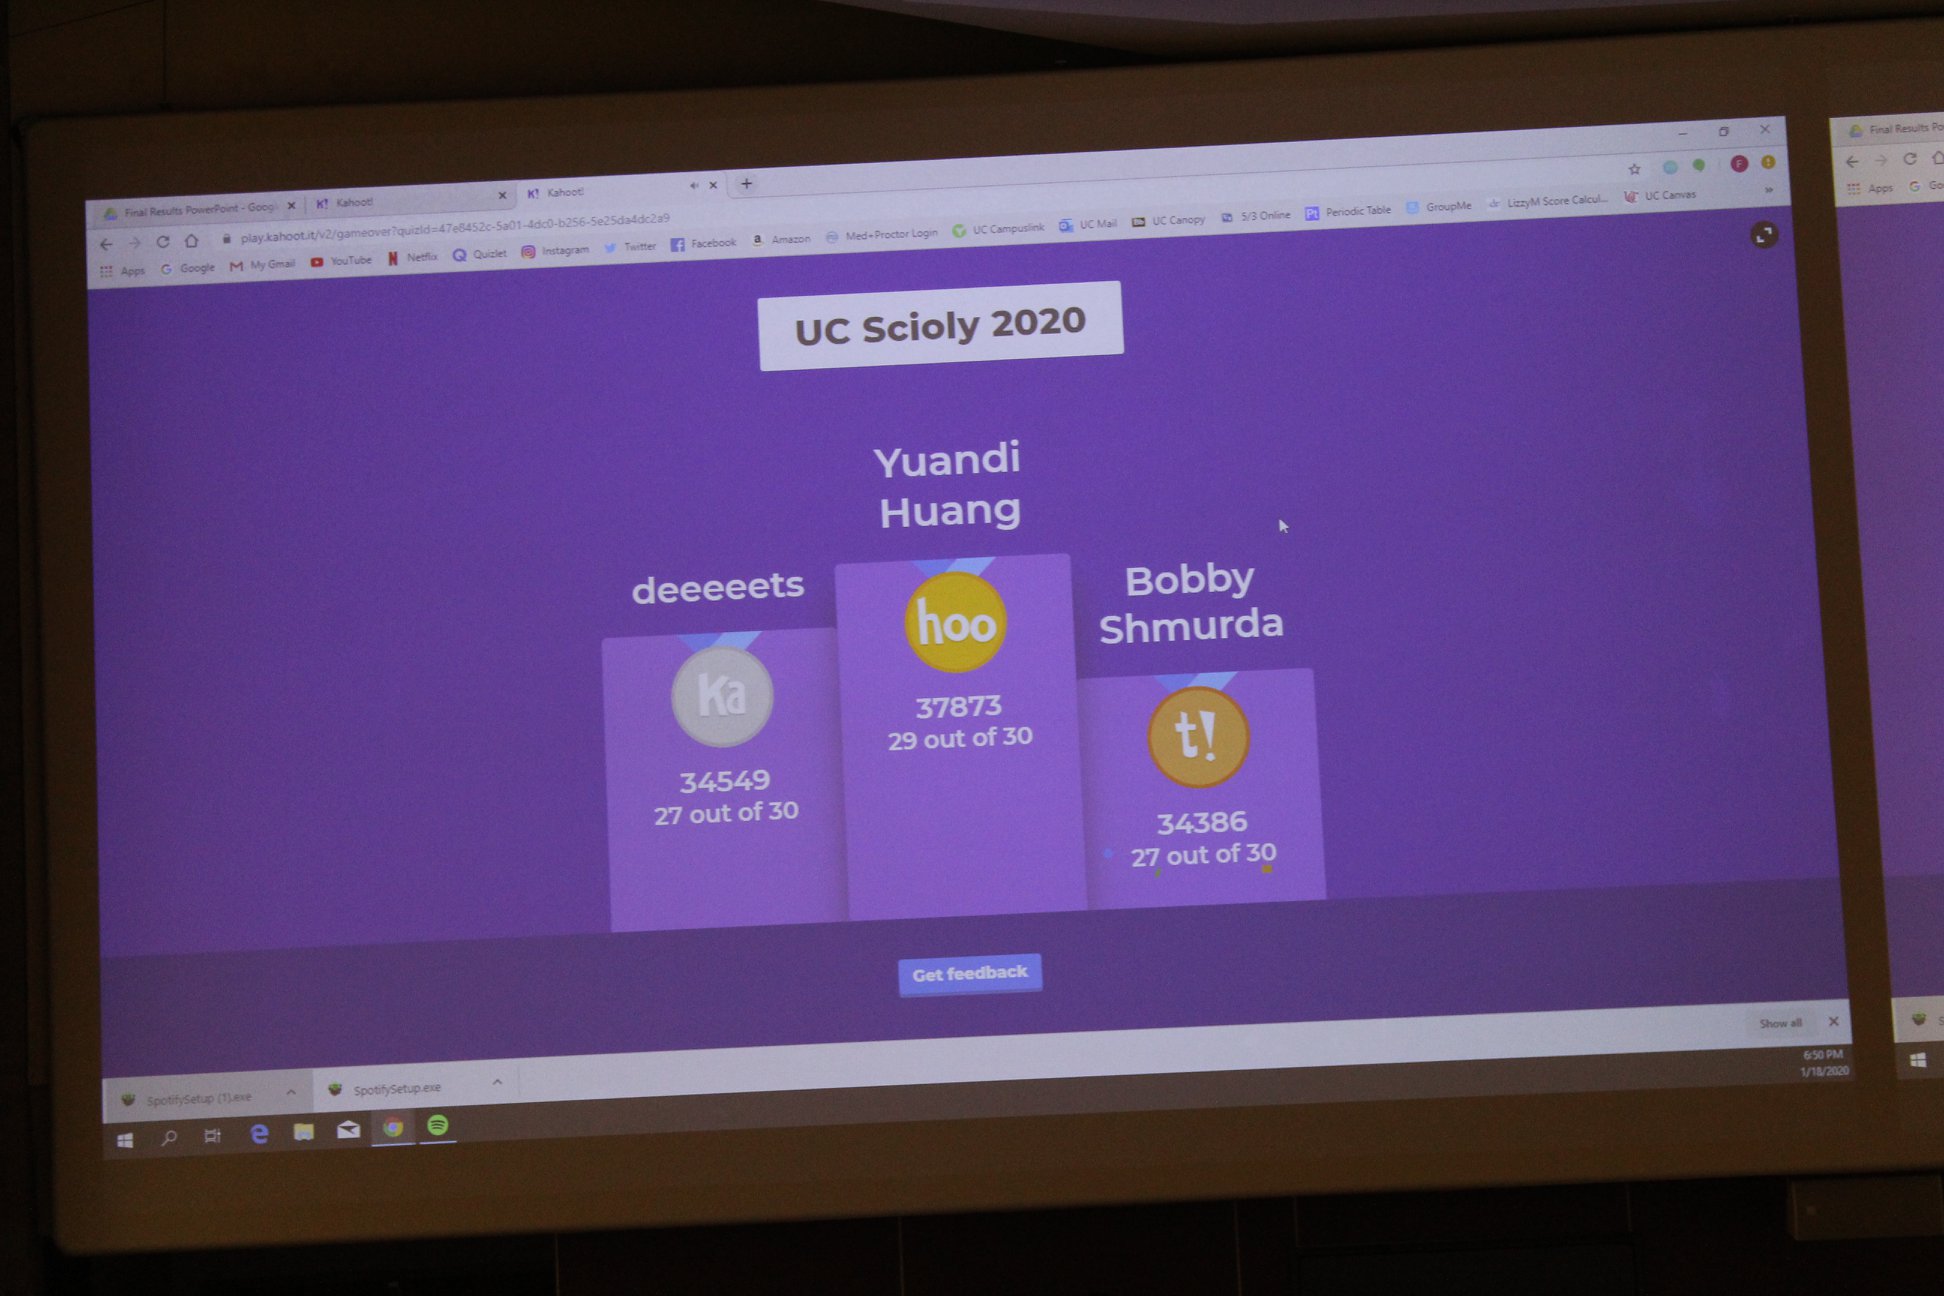 Final Results PowerPoint - Goog
K! Kahoot!
K! Kahoot!
play.kahoot.it/v2/gameover?quizId=47e8452c-5a01-4dc0-b256-5e25da4dc2a9
Apps Google My Gmail YouTube Netflix Quizlet Instagram Twitter Facebook Amazon Med+Proctor Login UC Campuslink UC Mail UC Canopy 5/3 Online Periodic Table GroupMe LizzyM Score Calcul... UC Canvas »
UC Scioly 2020
Yuandi
Huang
deeeeets
Bobby
Shmurda
hoo
37873
29 out of 30
Ka
34549
27 out of 30
t!
34386
27 out of 30
Get feedback
Show all
SpotifySetup (1).exe
SpotifySetup.exe
6:50 PM
1/18/2020
Final Results Po
Apps